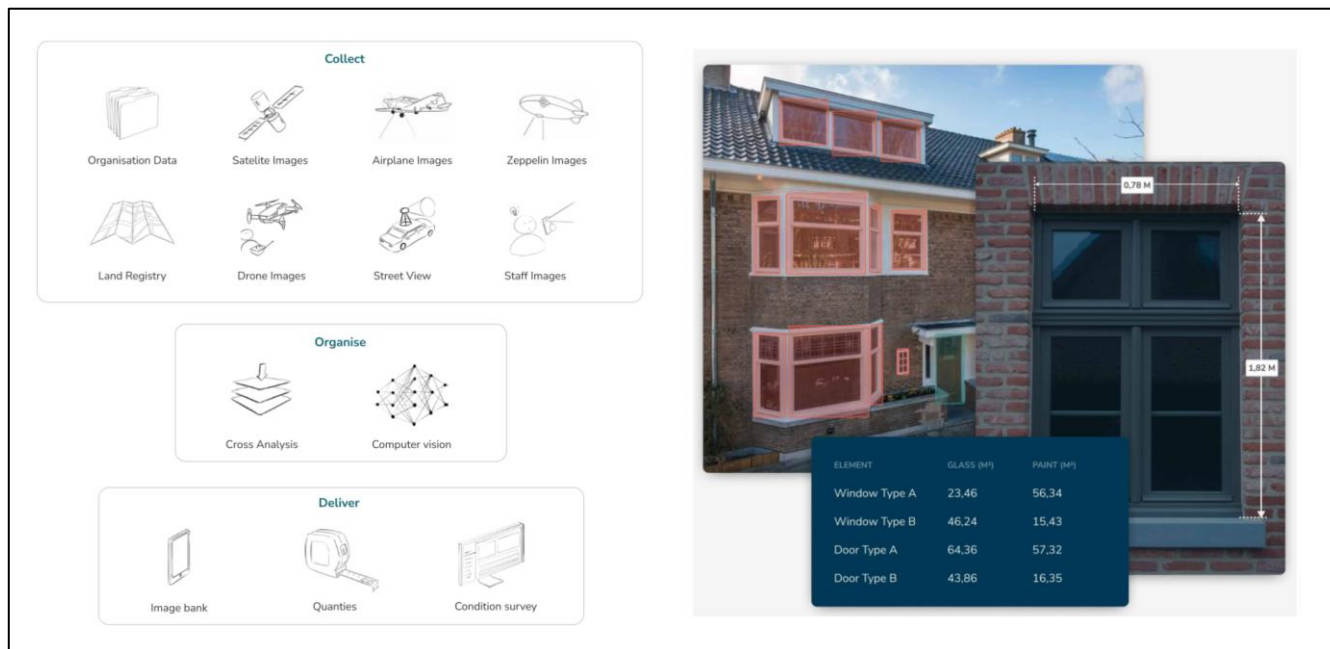 Collect
Organisation Data
Satelite Images
Airplane Images
Zeppelin Images
Land Registry
Drone Images
Street View
Staff Images
Organise
Cross Analysis
Computer vision
Deliver
Image bank
Quanties
Condition survey
0,78 M
1,82 M
ELEMENT GLASS (M²) PAINT (M²)
Window Type A 23,46 56,34
Window Type B 46,24 15,43
Door Type A 64,36 57,32
Door Type B 43,86 16,35